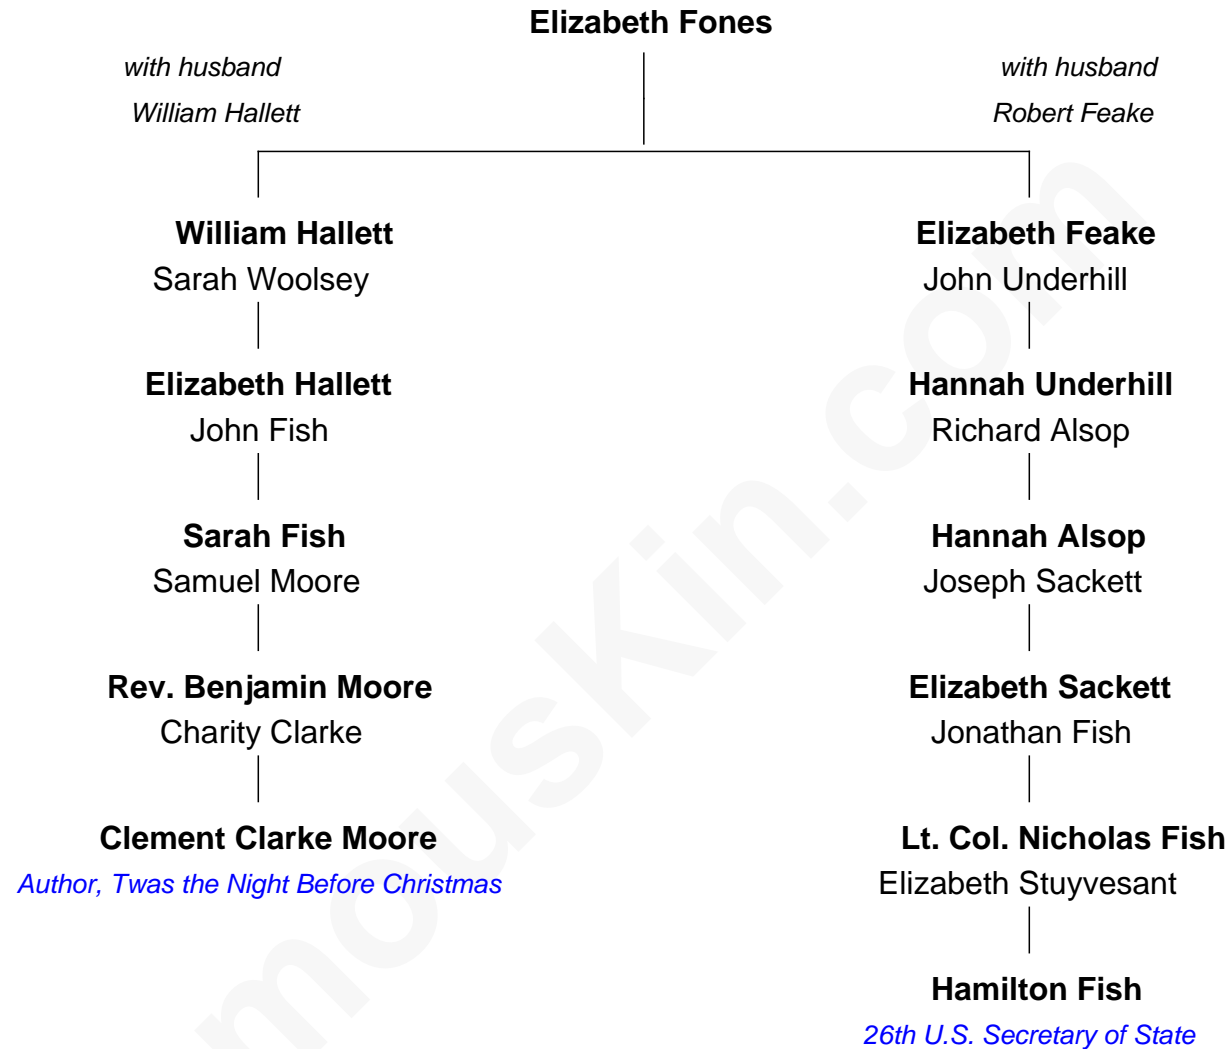 Elizabeth Fones
with husband
William Hallett
with husband
Robert Feake
William Hallett
Sarah Woolsey
Elizabeth Hallett
John Fish
Sarah Fish
Samuel Moore
Rev. Benjamin Moore
Charity Clarke
Clement Clarke Moore
Author, Twas the Night Before Christmas
Elizabeth Feake
John Underhill
Hannah Underhill
Richard Alsop
Hannah Alsop
Joseph Sackett
Elizabeth Sackett
Jonathan Fish
Lt. Col. Nicholas Fish
Elizabeth Stuyvesant
Hamilton Fish
26th U.S. Secretary of State
mousKin.com